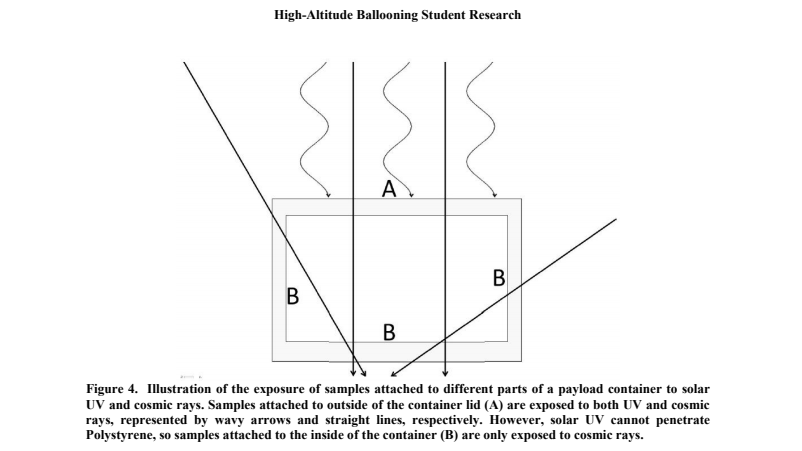 High-Altitude Ballooning Student Research
A
B
B
B
Figure 4. Illustration of the exposure of samples attached to different parts of a payload container to solar
UV and cosmic rays. Samples attached to outside of the container lid (A) are exposed to both UV and cosmic
rays, represented by wavy arrows and straight lines, respectively. However, solar UV cannot penetrate
Polystyrene, so samples attached to the inside of the container (B) are only exposed to cosmic rays.